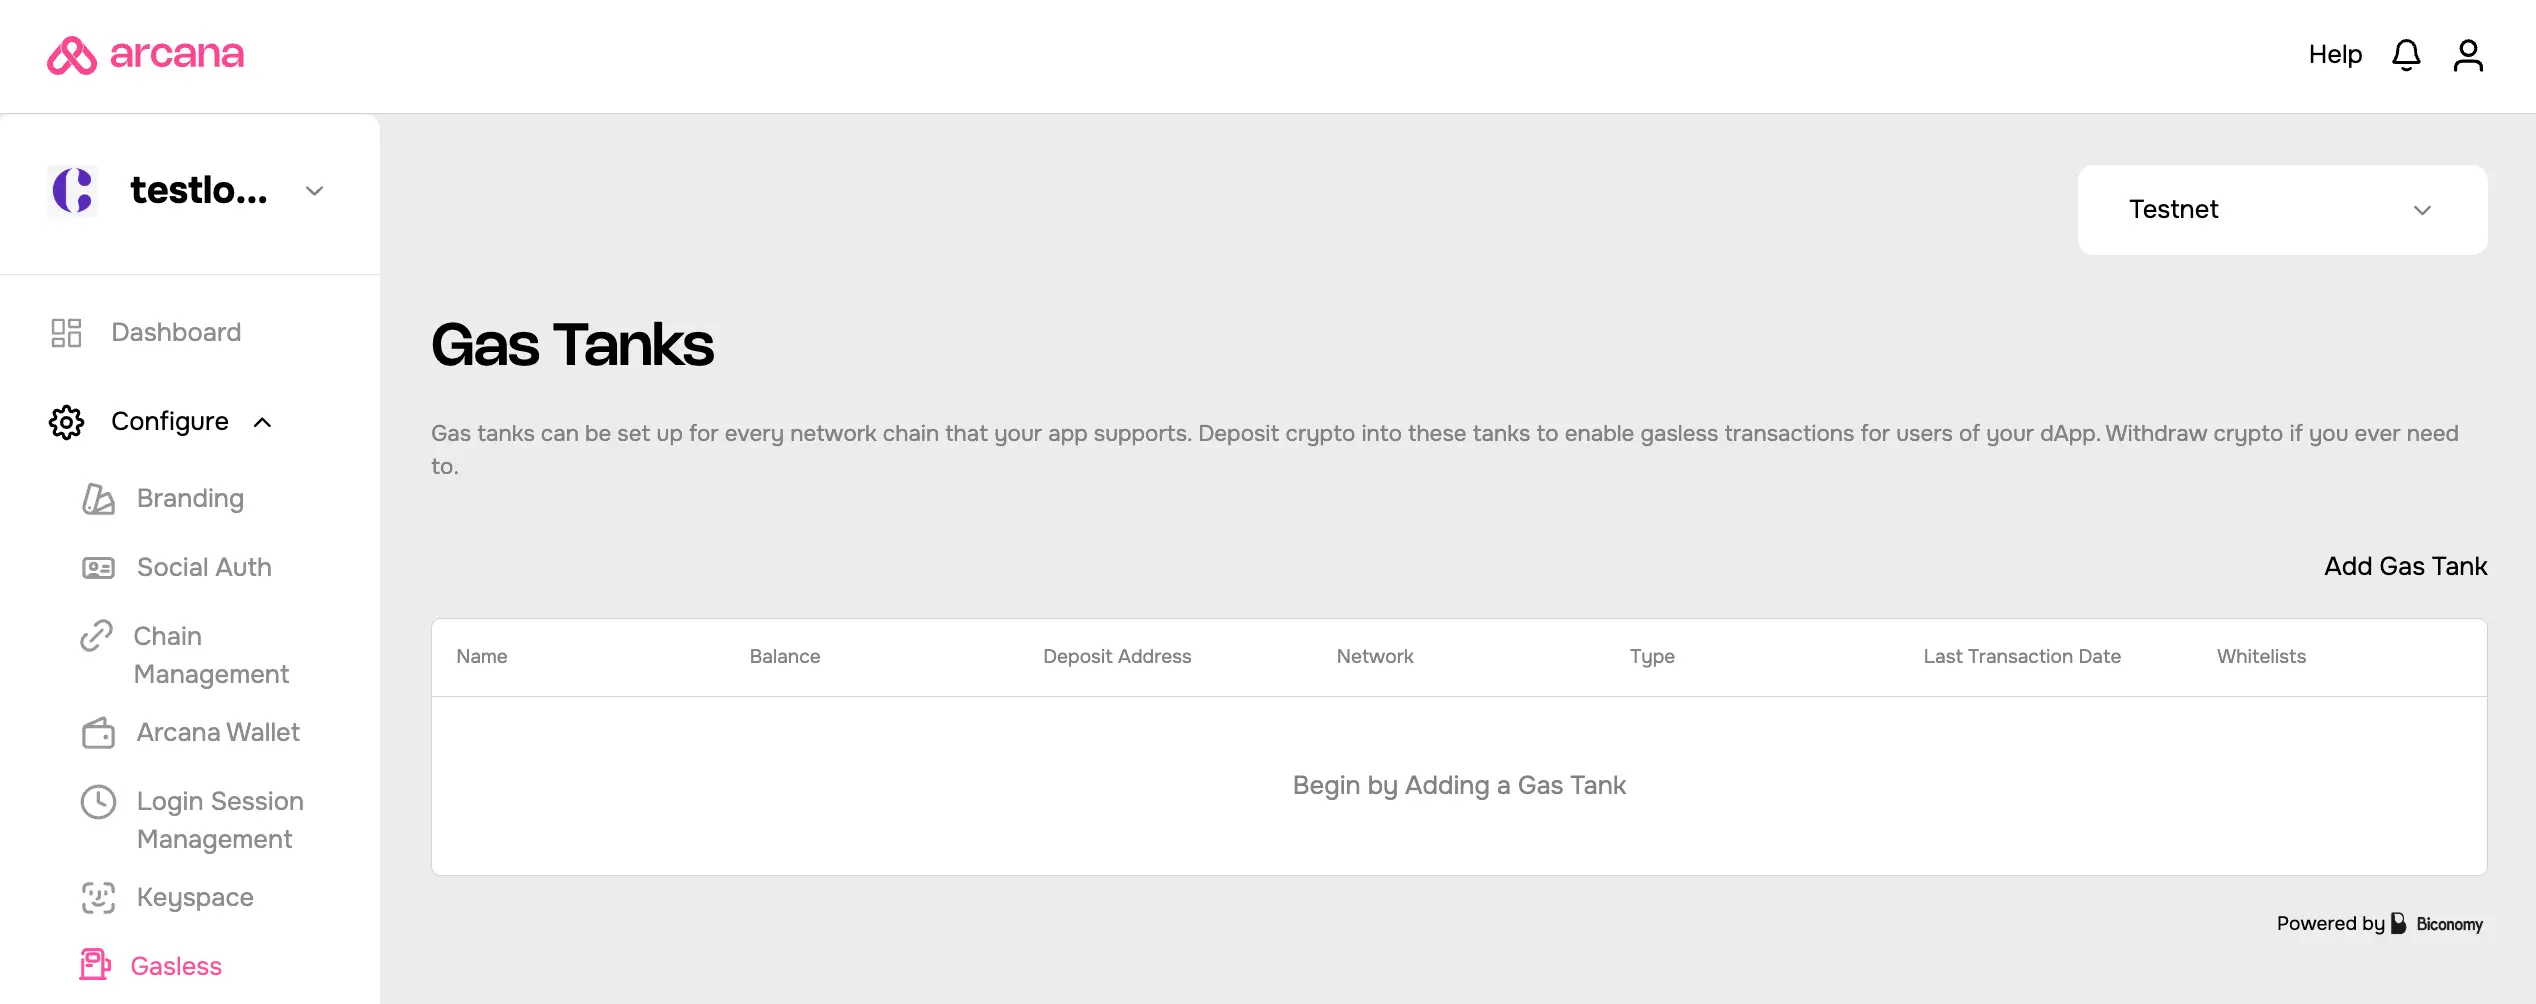 arcana
Help
testlo...
Testnet
Dashboard
Configure
Branding
Social Auth
Chain
Management
Arcana Wallet
Login Session
Management
Keyspace
Gasless
Gas Tanks
Gas tanks can be set up for every network chain that your app supports. Deposit crypto into these tanks to enable gasless transactions for users of your dApp. Withdraw crypto if you ever need
to.
Add Gas Tank
Name Balance Deposit Address Network Type Last Transaction Date Whitelists
Begin by Adding a Gas Tank
Powered by Biconomy